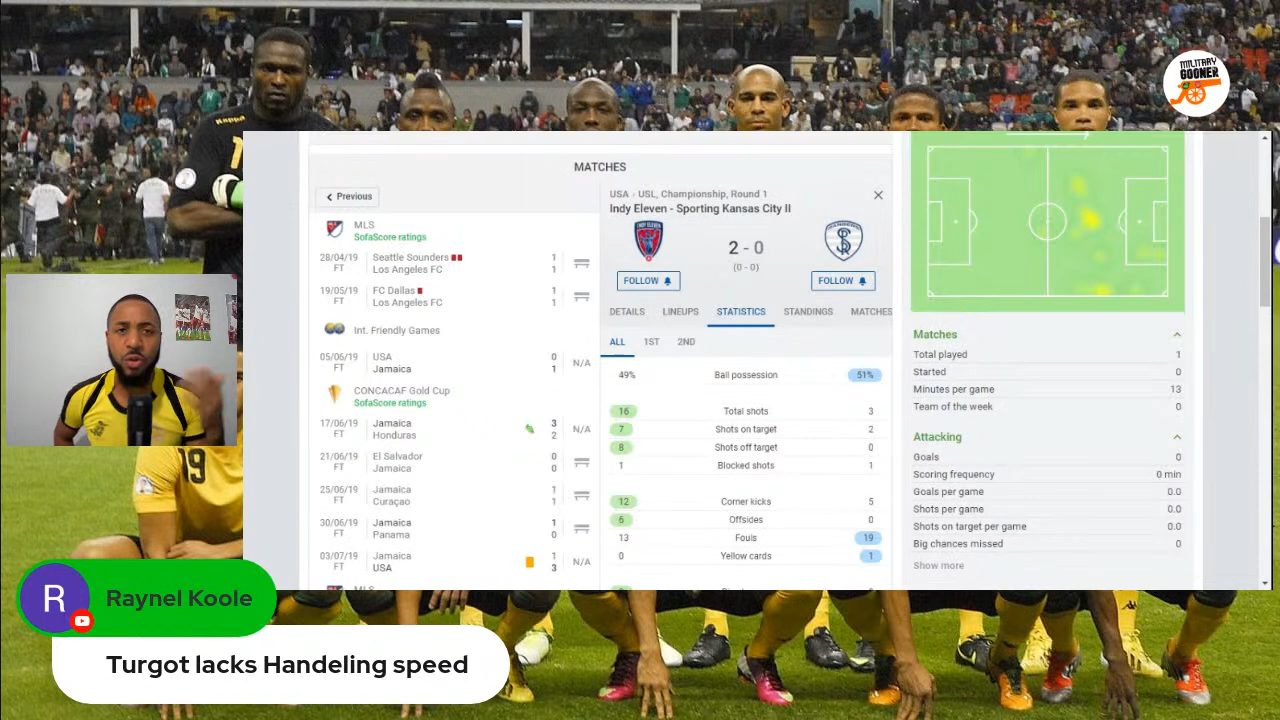 MILITARY
GOONER
Kappa
MATCHES
Previous
MLS
SofaScore ratings
28/04/19
FT
Seattle Sounders
Los Angeles FC
1
1
19/05/19
FT
FC Dallas
Los Angeles FC
1
1
Int. Friendly Games
05/06/19
FT
USA
Jamaica
0
1
N/A
CONCACAF Gold Cup
SofaScore ratings
17/06/19
FT
Jamaica
Honduras
3
2
N/A
21/06/19
FT
El Salvador
Jamaica
0
0
25/06/19
FT
Jamaica
Curaçao
1
1
30/06/19
FT
Jamaica
Panama
1
0
03/07/19
FT
Jamaica
USA
1
3
N/A
USA - USL, Championship, Round 1
Indy Eleven - Sporting Kansas City II
INDY ELEVEN
2 - 0
(0 - 0)
FOLLOW
FOLLOW
DETAILS LINEUPS STATISTICS STANDINGS MATCHES
ALL 1ST 2ND
49% Ball possession 51%
16 Total shots 3
7 Shots on target 2
8 Shots off target 0
1 Blocked shots 1
12 Corner kicks 5
6 Offsides 0
13 Fouls 19
0 Yellow cards 1
Matches
Total played 1
Started 0
Minutes per game 13
Team of the week 0
Attacking
Goals 0
Scoring frequency 0 min
Goals per game 0.0
Shots per game 0.0
Shots on target per game 0.0
Big chances missed 0
Show more
19
R
Raynel Koole
Turgot lacks Handeling speed